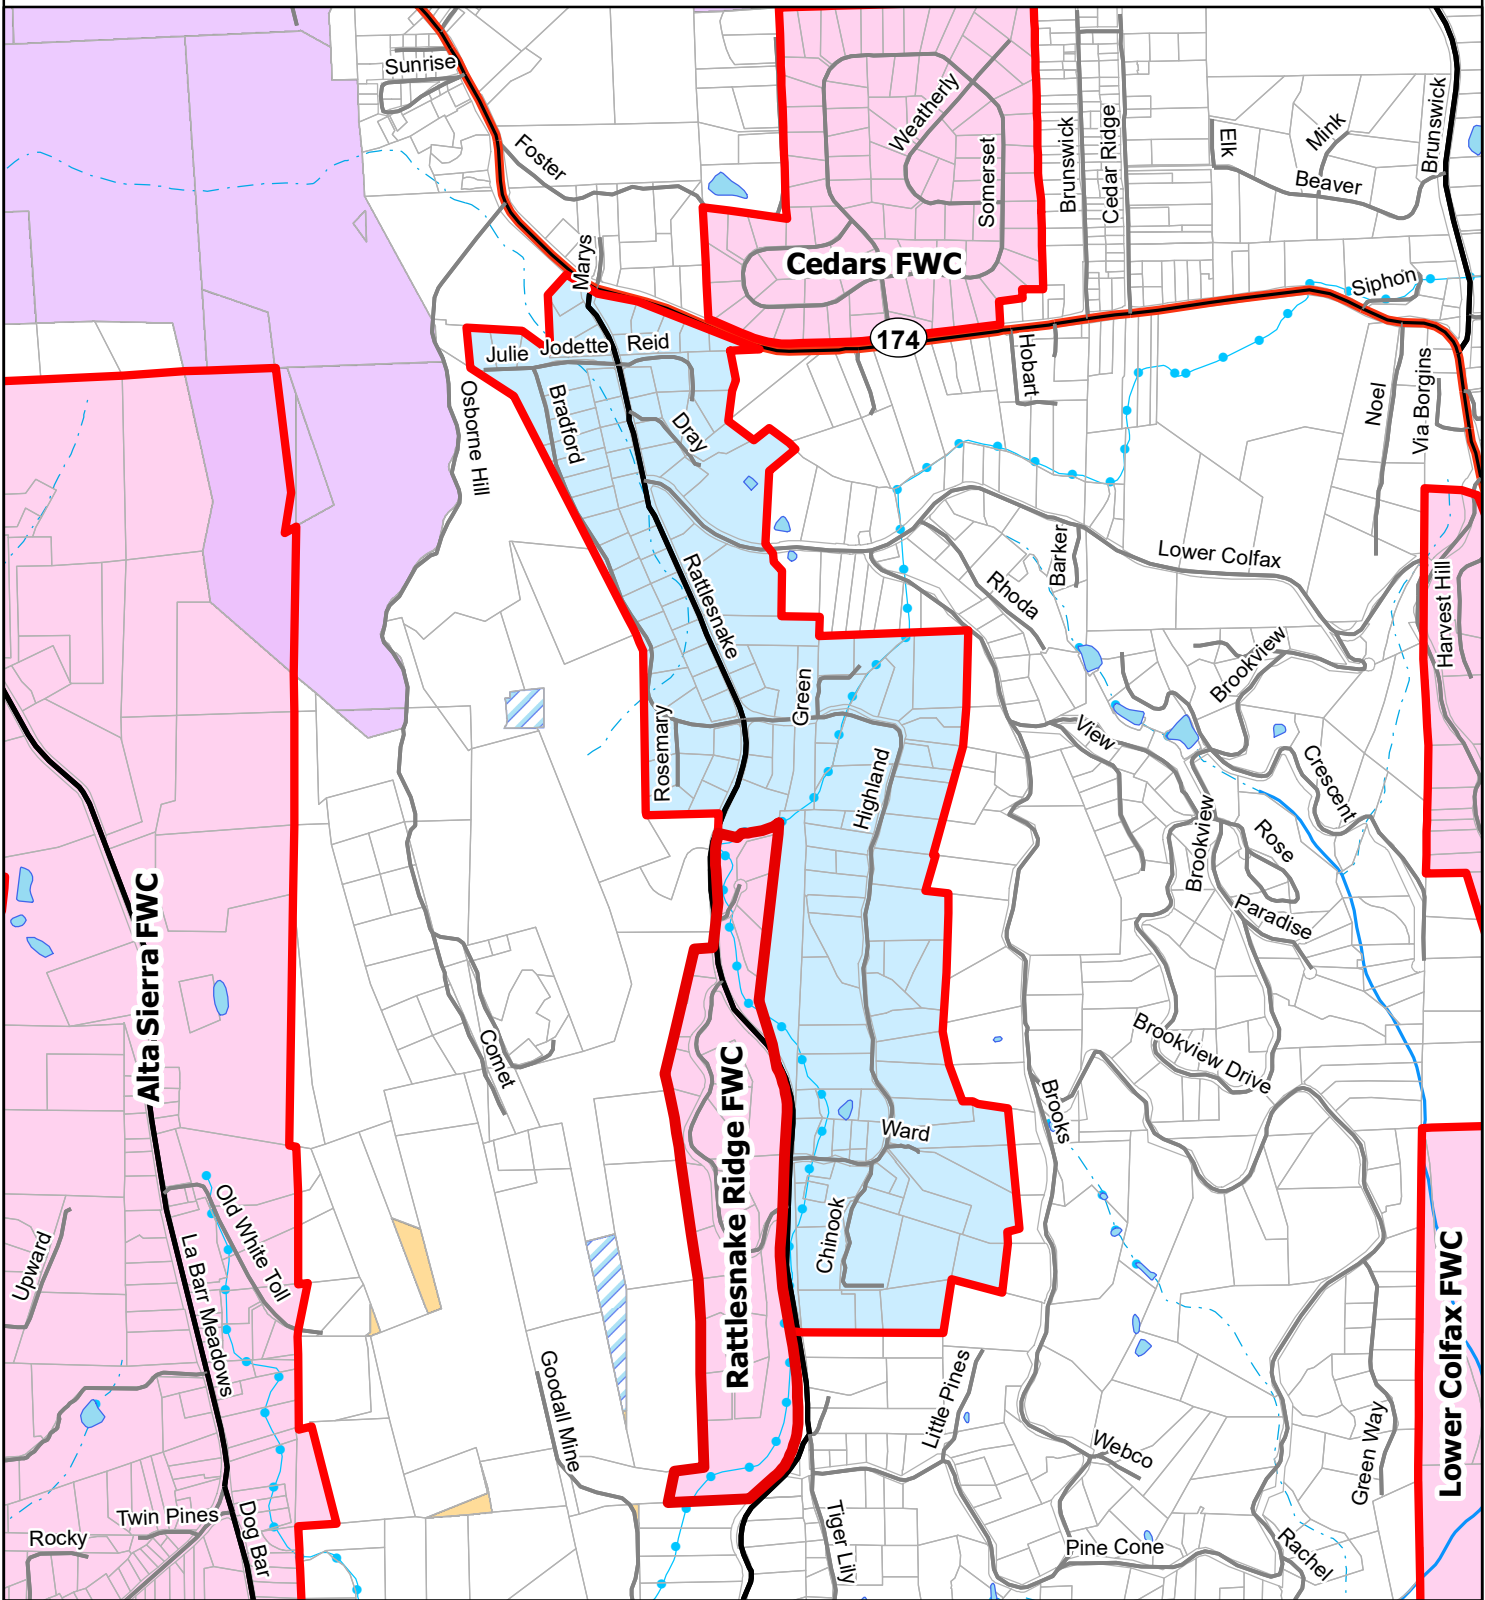 Sunrise
Foster
Marys
Weatherly
Somerset
Cedars FWC
Brunswick
Cedar Ridge
Elk
Mink
Beaver
Brunswick
Siphon
174
Julie
Jodette
Reid
Bradford
Dray
Osborne Hill
Hobart
Noel
Via Borgins
Rattlesnake
Barker
Rhoda
Lower Colfax
Harvest Hill
Brookview
Green
Rosemary
Highland
View
Crescent
Brookview
Rose
Paradise
Alta Sierra FWC
Comet
Brookview Drive
Rattlesnake Ridge FWC
Brooks
Ward
Chinook
Old White Toll
Upward
La Barr Meadows
Lower Colfax FWC
Goodall Mine
Little Pines
Webco
Green Way
Twin Pines
Rocky
Dog Bar
Tiger Lily
Pine Cone
Rachel